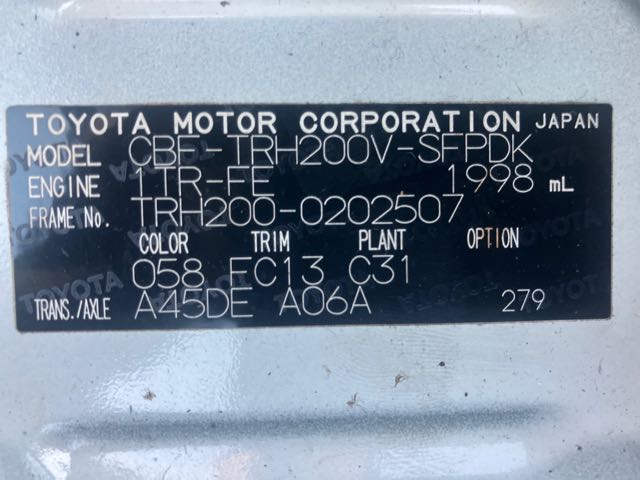 TOYOTA MOTOR CORPORATION JAPAN
MODEL CBF-TRH200V-SFPDK
ENGINE 1TR-FE 1998 mL
FRAME No. TRH200-0202507
COLOR TRIM PLANT OPTION
058 FC13 C31
TRANS./AXLE A45DE A06A 279